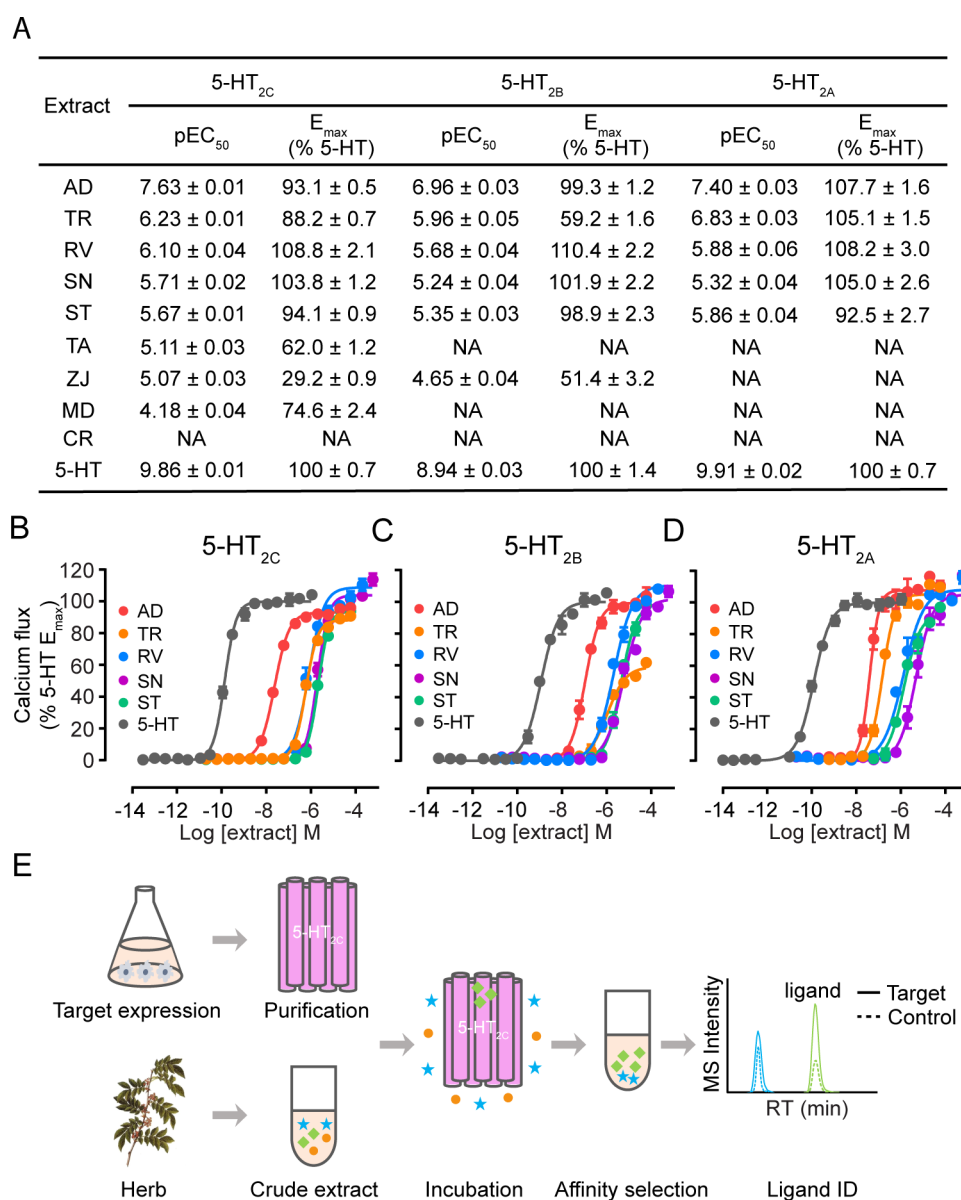 A
Extract 5-HT2C 5-HT2B 5-HT2A
pEC50 Emax (% 5-HT) pEC50 Emax (% 5-HT) pEC50 Emax (% 5-HT)
AD 7.63 ± 0.01 93.1 ± 0.5 6.96 ± 0.03 99.3 ± 1.2 7.40 ± 0.03 107.7 ± 1.6
TR 6.23 ± 0.01 88.2 ± 0.7 5.96 ± 0.05 59.2 ± 1.6 6.83 ± 0.03 105.1 ± 1.5
RV 6.10 ± 0.04 108.8 ± 2.1 5.68 ± 0.04 110.4 ± 2.2 5.88 ± 0.06 108.2 ± 3.0
SN 5.71 ± 0.02 103.8 ± 1.2 5.24 ± 0.04 101.9 ± 2.2 5.32 ± 0.04 105.0 ± 2.6
ST 5.67 ± 0.01 94.1 ± 0.9 5.35 ± 0.03 98.9 ± 2.3 5.86 ± 0.04 92.5 ± 2.7
TA 5.11 ± 0.03 62.0 ± 1.2 NA NA NA NA
ZJ 5.07 ± 0.03 29.2 ± 0.9 4.65 ± 0.04 51.4 ± 3.2 NA NA
MD 4.18 ± 0.04 74.6 ± 2.4 NA NA NA NA
CR NA NA NA NA NA NA
5-HT 9.86 ± 0.01 100 ± 0.7 8.94 ± 0.03 100 ± 1.4 9.91 ± 0.02 100 ± 0.7
B
5-HT2C
Calcium flux
(% 5-HT Emax)
120
100
80
60
40
20
0
AD
TR
RV
SN
ST
5-HT
-14 -12 -10 -8 -6 -4
Log [extract] M
C
5-HT2B
AD
TR
RV
SN
ST
5-HT
-14 -12 -10 -8 -6 -4
Log [extract] M
D
5-HT2A
AD
TR
RV
SN
ST
5-HT
-14 -12 -10 -8 -6 -4
Log [extract] M
E
5-HT2C
Target expression Purification
5-HT2C
ligand
Target
Control
MS Intensity
RT (min)
Herb Crude extract Incubation Affinity selection Ligand ID